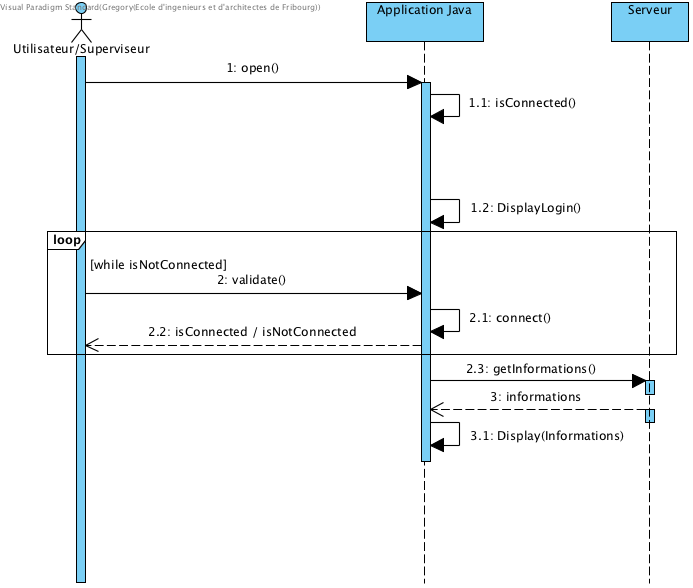 Visual Paradigm Standard(Gregory(Ecole d'ingenieurs et d'architectes de Fribourg))
Application Java
Serveur
Utilisateur/Superviseur
1: open()
1.1: isConnected()
1.2: DisplayLogin()
loop
[while isNotConnected]
2: validate()
2.1: connect()
2.2: isConnected / isNotConnected
2.3: getInformations()
3: informations
3.1: Display(Informations)